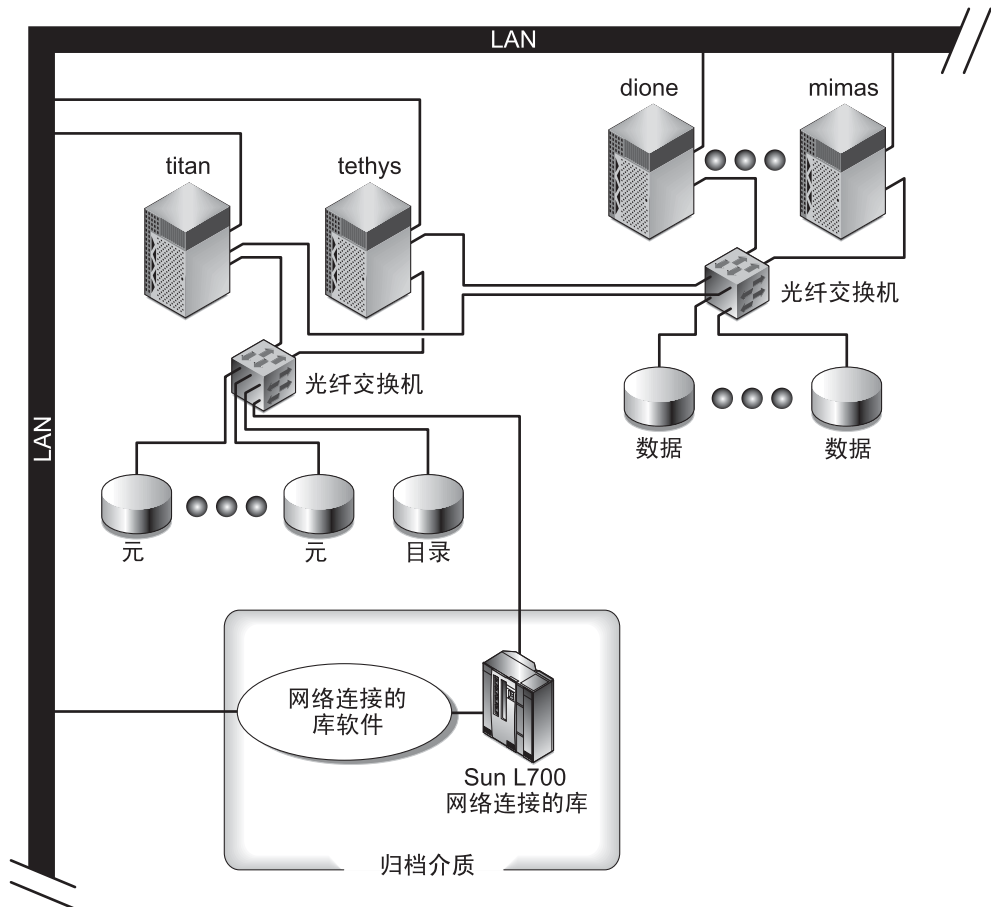 LAN
dione
mimas
titan
tethys
光纤交换机
光纤交换机
数据
数据
LAN
元
元
目录
网络连接的
库软件
Sun L700
网络连接的库
归档介质